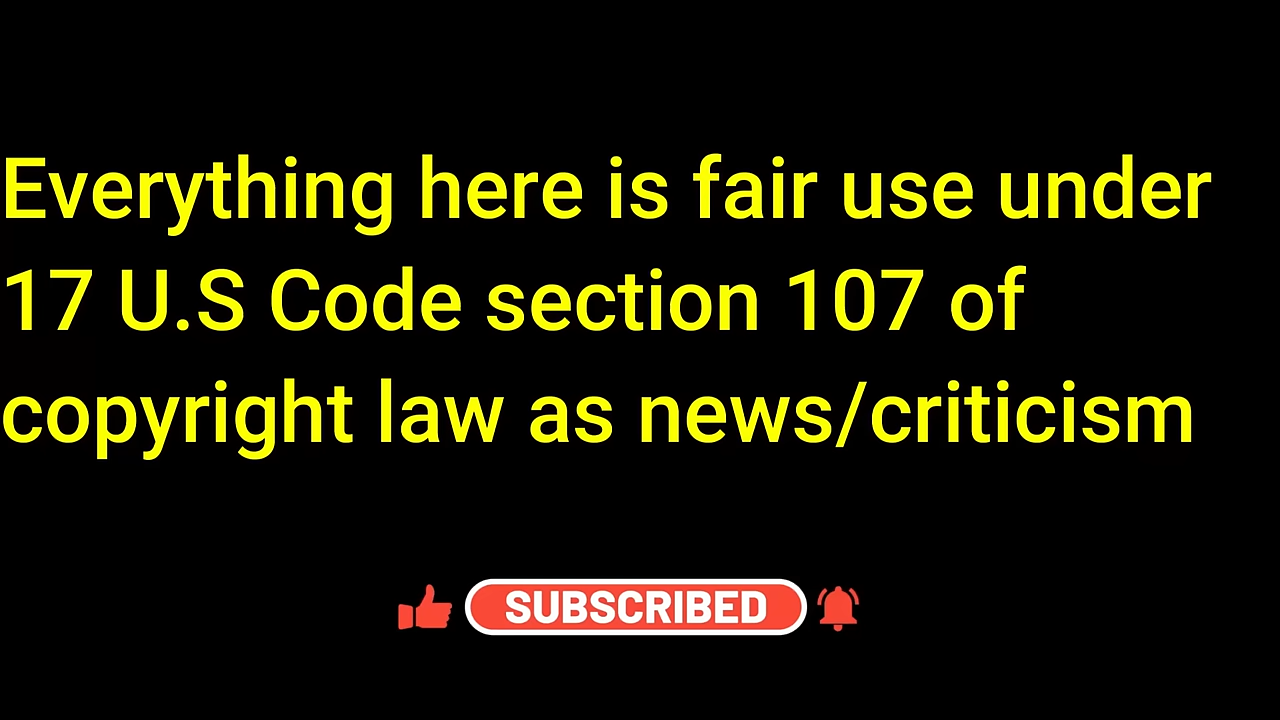 Everything here is fair use under
17 U.S Code section 107 of
copyright law as news/criticism
SUBSCRIBED